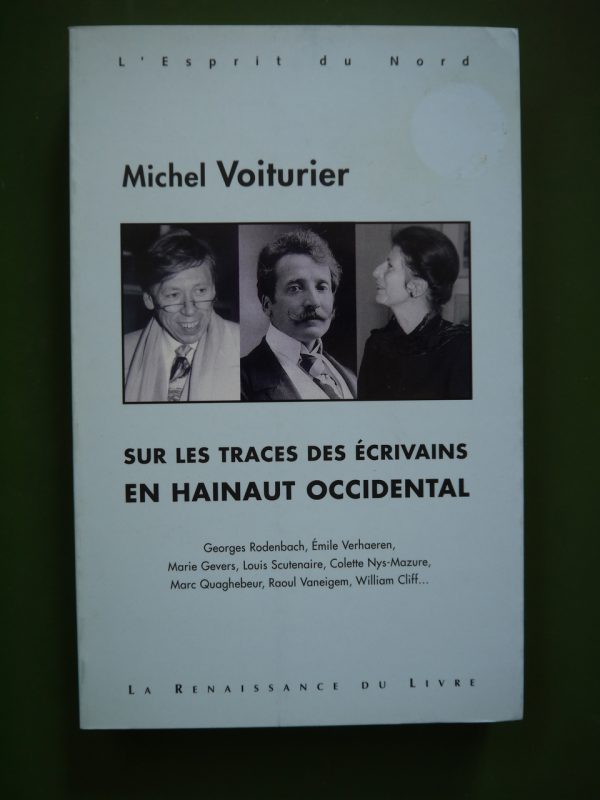 L'Esprit du Nord
Michel Voiturier
SUR LES TRACES DES ÉCRIVAINS
EN HAINAUT OCCIDENTAL
Georges Rodenbach, Émile Verhaeren,
Marie Gevers, Louis Scutenaire, Colette Nys-Mazure,
Marc Quaghebeur, Raoul Vaneigem, William Cliff...
LA RENAISSANCE DU LIVRE